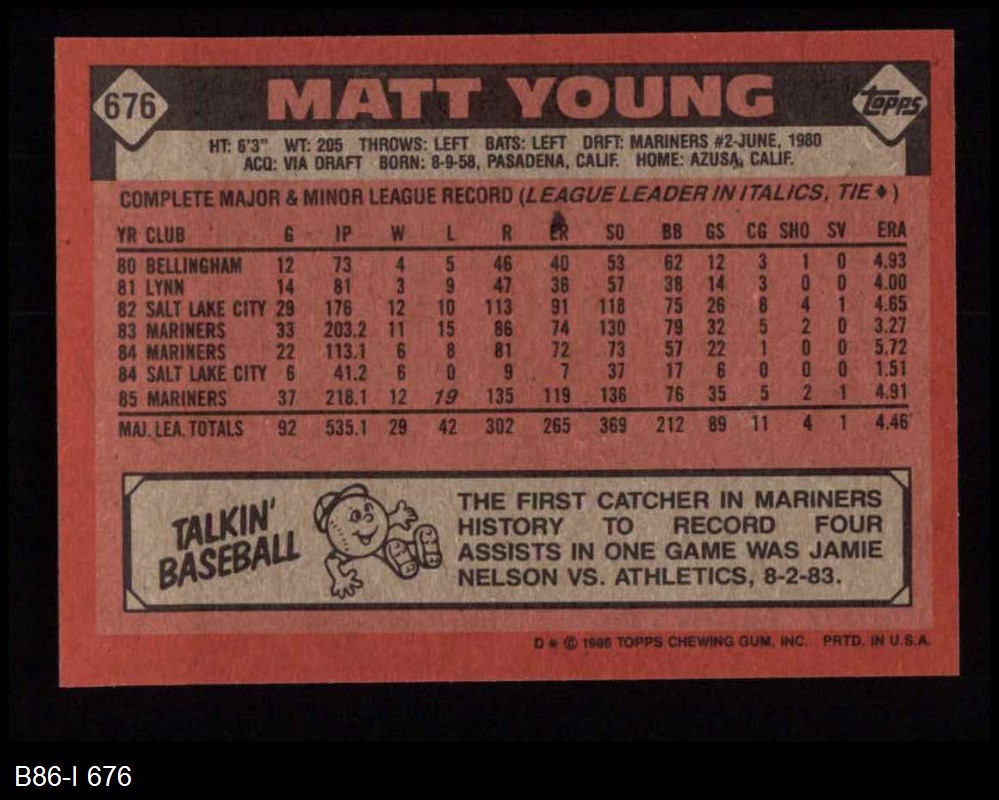 676
MATT YOUNG
TOPPS
HT: 6'3" WT: 205 THROWS: LEFT BATS: LEFT DRFT: MARINERS #2-JUNE, 1980
ACQ: VIA DRAFT BORN: 8-9-58, PASADENA, CALIF. HOME: AZUSA, CALIF.
COMPLETE MAJOR & MINOR LEAGUE RECORD (LEAGUE LEADER IN ITALICS, TIE ♦)
YR CLUB G IP W L R ER SO BB GS CG SHO SV ERA
80 BELLINGHAM 12 73 4 5 46 40 53 62 12 3 1 0 4.93
81 LYNN 14 81 3 9 47 36 57 38 14 3 0 0 4.00
82 SALT LAKE CITY 29 176 12 10 113 91 118 75 26 8 4 1 4.65
83 MARINERS 33 203.2 11 15 86 74 130 79 32 5 2 0 3.27
84 MARINERS 22 113.1 6 8 81 72 73 57 22 1 0 0 5.72
84 SALT LAKE CITY 6 41.2 6 0 9 7 37 17 6 0 0 0 1.51
85 MARINERS 37 218.1 12 19 135 119 136 76 35 5 2 1 4.91
MAJ. LEA. TOTALS 92 535.1 29 42 302 265 369 212 89 11 4 1 4.46
TALKIN'
BASEBALL
THE FIRST CATCHER IN MARINERS
HISTORY TO RECORD FOUR
ASSISTS IN ONE GAME WAS JAMIE
NELSON VS. ATHLETICS, 8-2-83.
D * © 1986 TOPPS CHEWING GUM, INC. PRTD. IN U.S.A.
B86-I 676